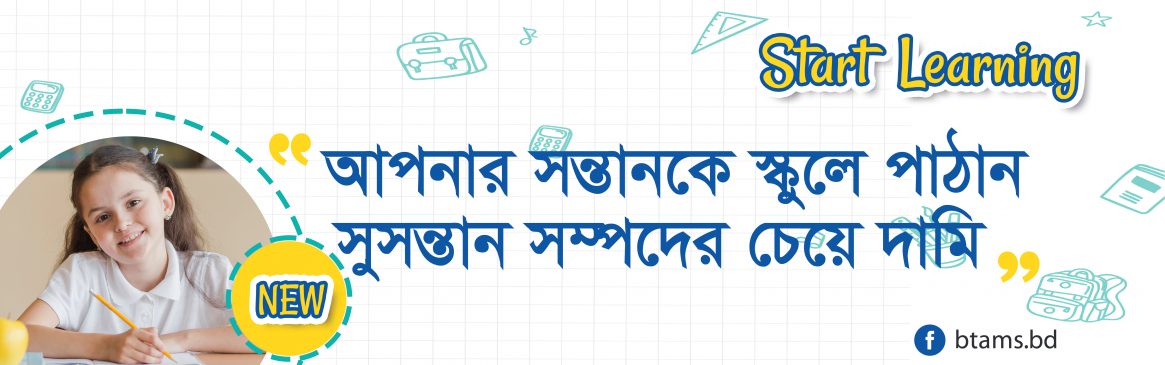 Start Learning
“আপনার সন্তানকে স্কুলে পাঠান
সুসন্তান সম্পদের চেয়ে দামি”
NEW
f btams.bd